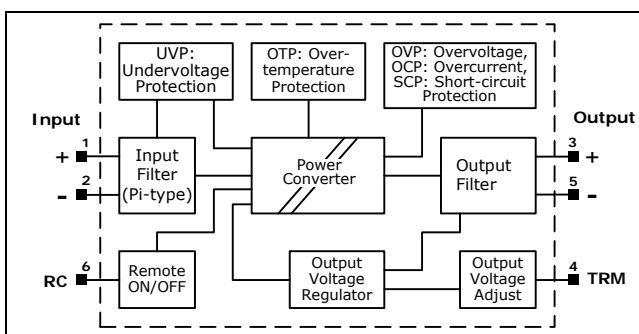 UVP:
Undervoltage
Protection
OTP: Over-
temperature
Protection
OVP: Overvoltage,
OCP: Overcurrent,
SCP: Short-circuit
Protection
Input
Output
1
+
2
-
Input
Filter
(Pi-type)
Power
Converter
Output
Filter
3
+
5
-
6
RC
Remote
ON/OFF
Output
Voltage
Regulator
Output
Voltage
Adjust
4
TRM